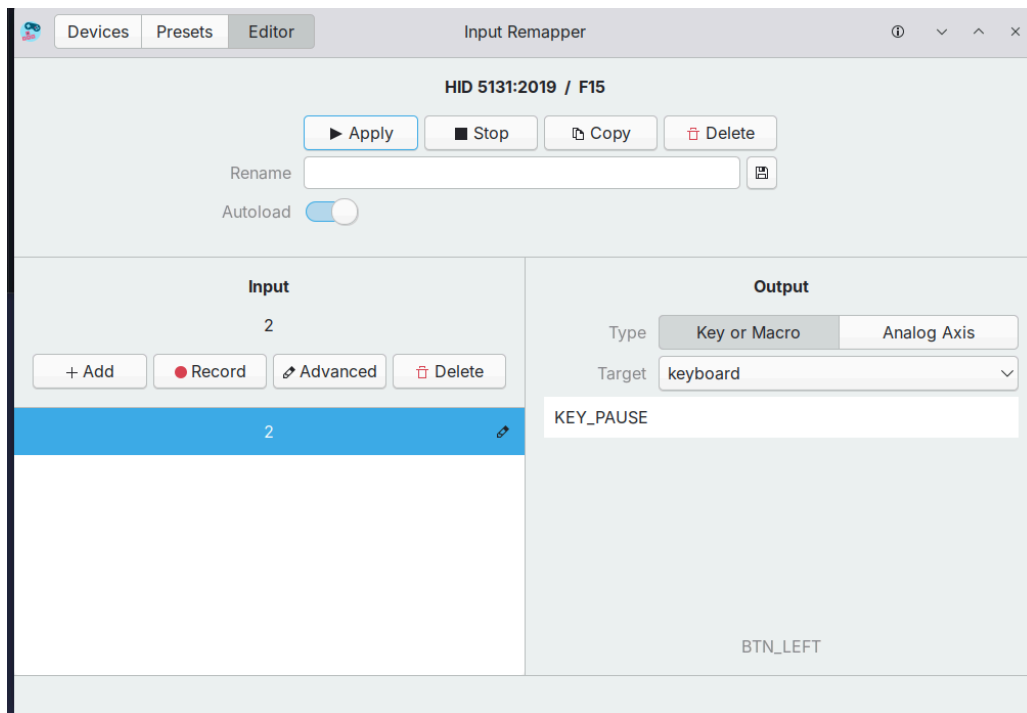 Devices Presets Editor Input Remapper
HID 5131:2019 / F15
Apply Stop Copy Delete
Rename
Autoload
Input
2
+ Add Record Advanced Delete
2
Output
Type Key or Macro Analog Axis
Target keyboard
KEY_PAUSE
BTN_LEFT